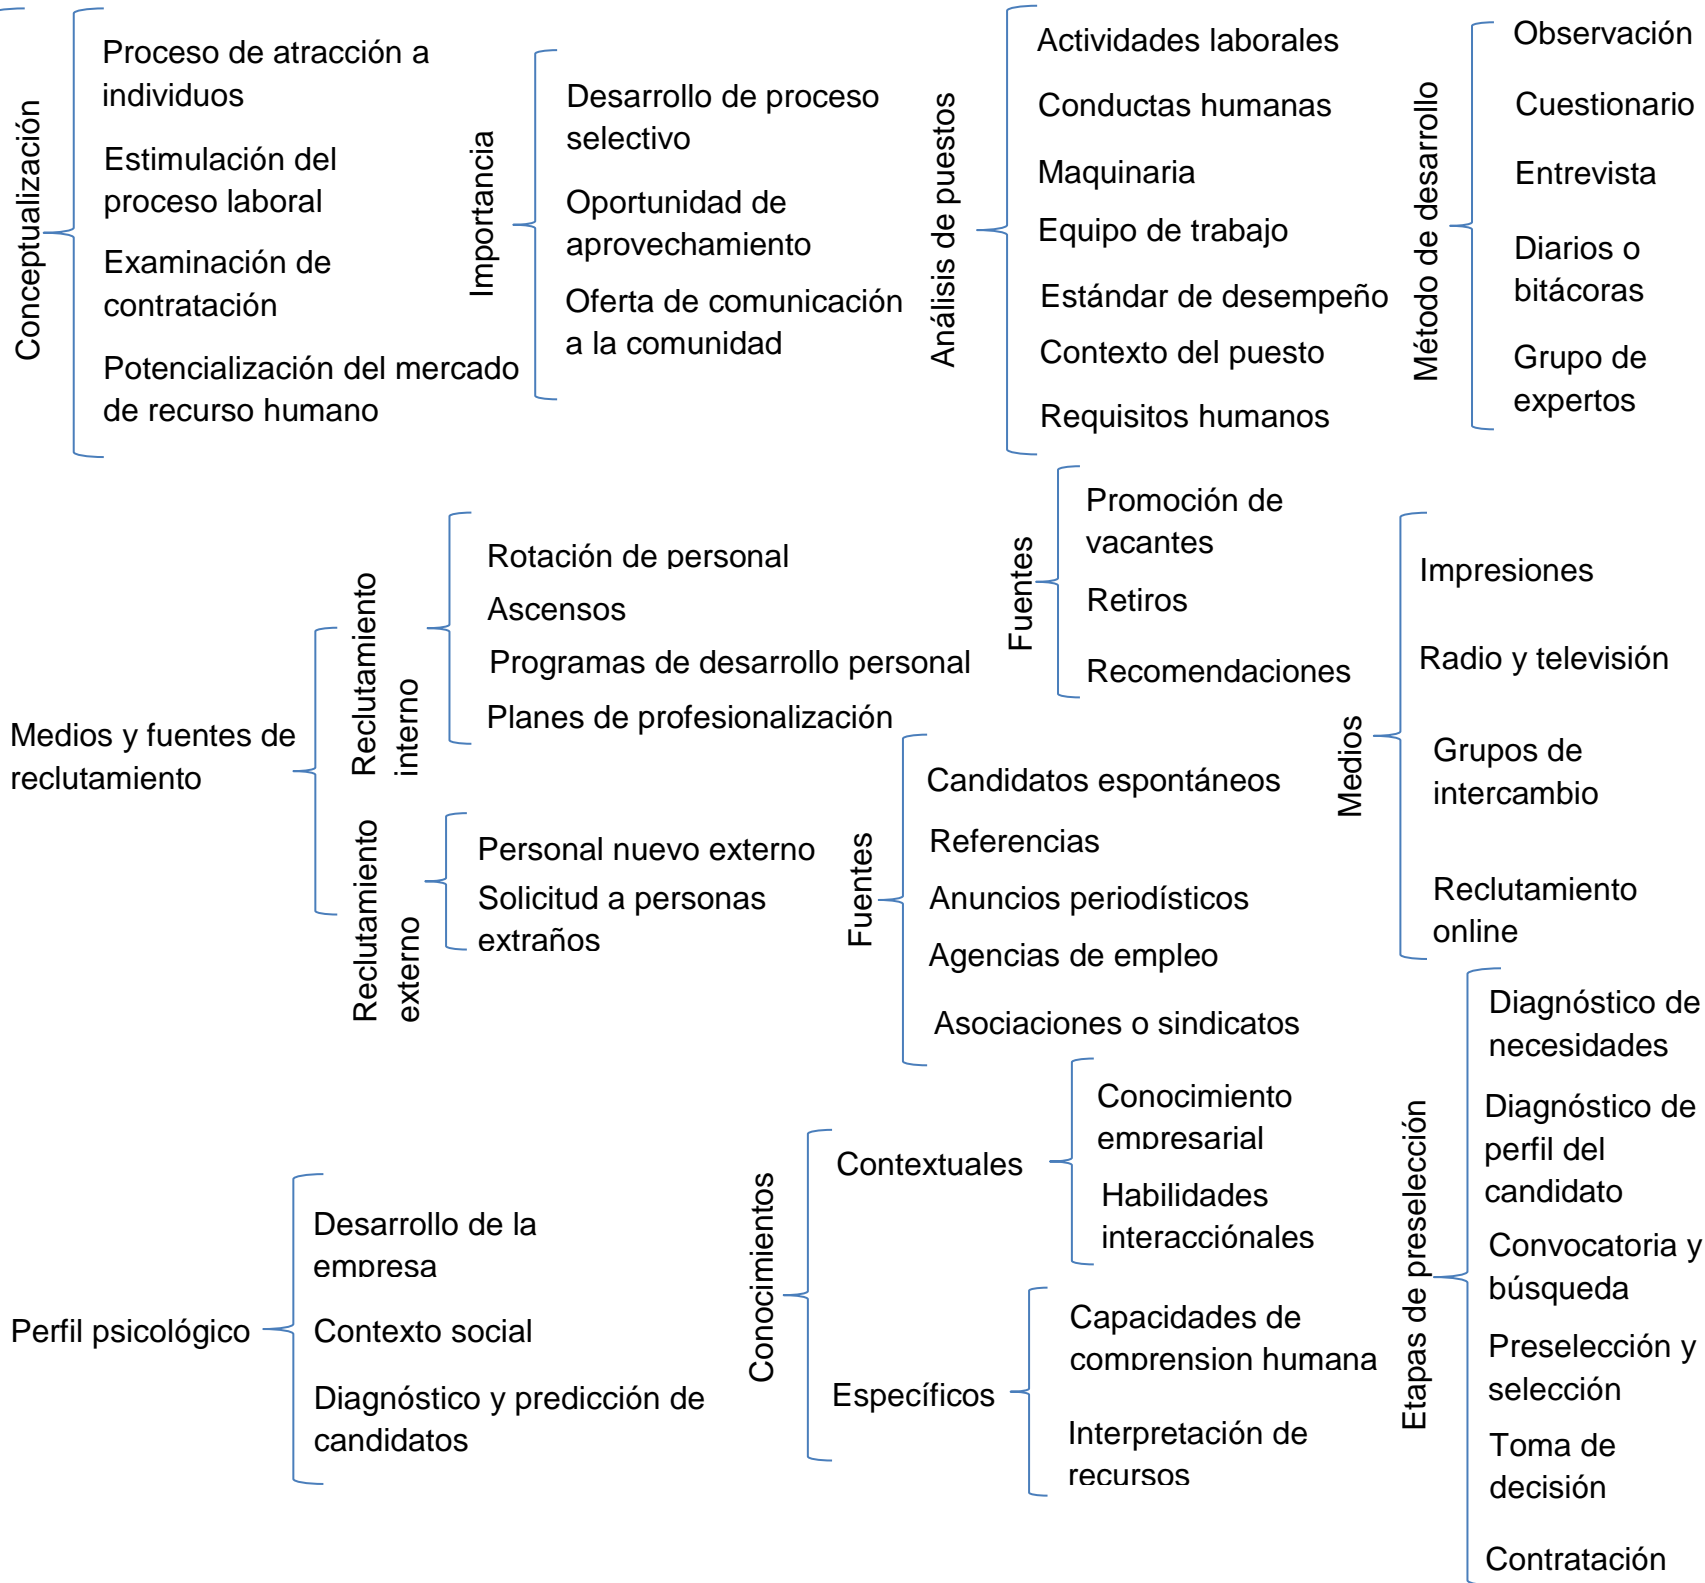 Conceptualización
Proceso de atracción a
individuos
Estimulación del
proceso laboral
Examinación de
contratación
Potencialización del mercado
de recurso humano
Importancia
Desarrollo de proceso
selectivo
Oportunidad de
aprovechamiento
Oferta de comunicación
a la comunidad
Análisis de puestos
Actividades laborales
Conductas humanas
Maquinaria
Equipo de trabajo
Estándar de desempeño
Contexto del puesto
Requisitos humanos
Método de desarrollo
Observación
Cuestionario
Entrevista
Diarios o
bitácoras
Grupo de
expertos
Medios y fuentes de
reclutamiento
Reclutamiento
interno
Rotación de personal
Ascensos
Programas de desarrollo personal
Planes de profesionalización
Fuentes
Promoción de
vacantes
Retiros
Recomendaciones
Reclutamiento
externo
Personal nuevo externo
Solicitud a personas
extraños
Fuentes
Candidatos espontáneos
Referencias
Anuncios periodísticos
Agencias de empleo
Asociaciones o sindicatos
Medios
Impresiones
Radio y televisión
Grupos de
intercambio
Reclutamiento
online
Perfil psicológico
Desarrollo de la
empresa
Contexto social
Diagnóstico y predicción de
candidatos
Conocimientos
Contextuales
Conocimiento
empresarial
Habilidades
interacciónales
Específicos
Capacidades de
comprension humana
Interpretación de
recursos
Etapas de preselección
Diagnóstico de
necesidades
Diagnóstico de
perfil del
candidato
Convocatoria y
búsqueda
Preselección y
selección
Toma de
decisión
Contratación